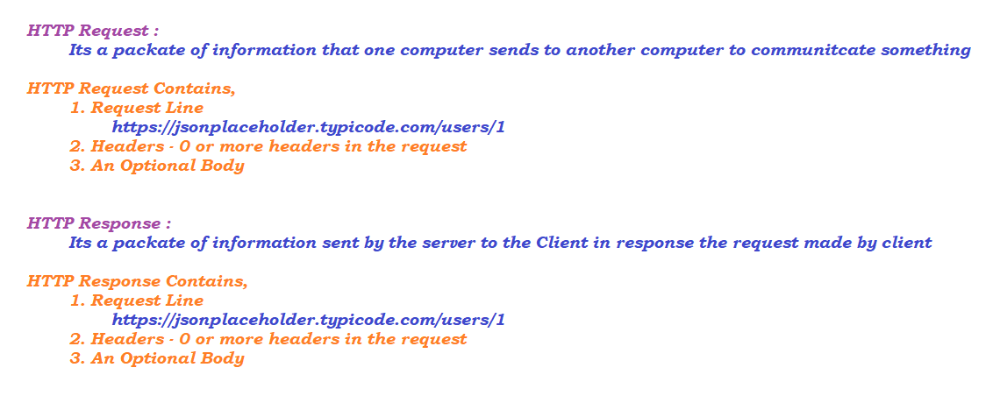 HTTP Request :
Its a packate of information that one computer sends to another computer to communitcate something
HTTP Request Contains,
1. Request Line
https://jsonplaceholder.typicode.com/users/1
2. Headers - 0 or more headers in the request
3. An Optional Body
HTTP Response :
Its a packate of information sent by the server to the Client in response the request made by client
HTTP Response Contains,
1. Request Line
https://jsonplaceholder.typicode.com/users/1
2. Headers - 0 or more headers in the request
3. An Optional Body